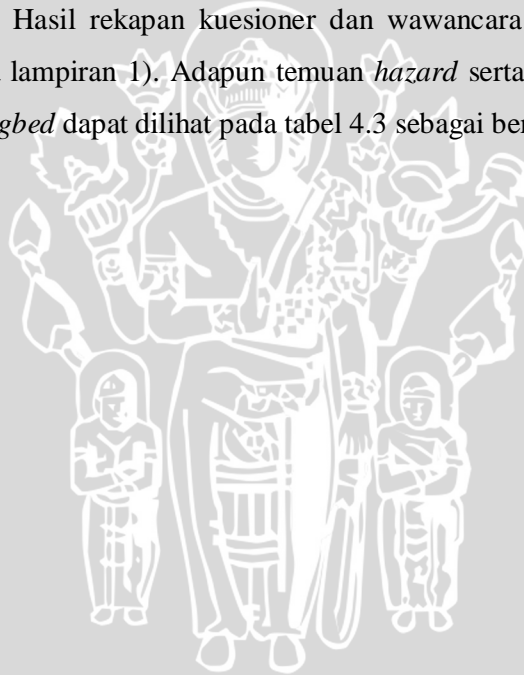 Hasil rekapan kuesioner dan wawancara
lampiran 1). Adapun temuan hazard serta
gbed dapat dilihat pada tabel 4.3 sebagai ber